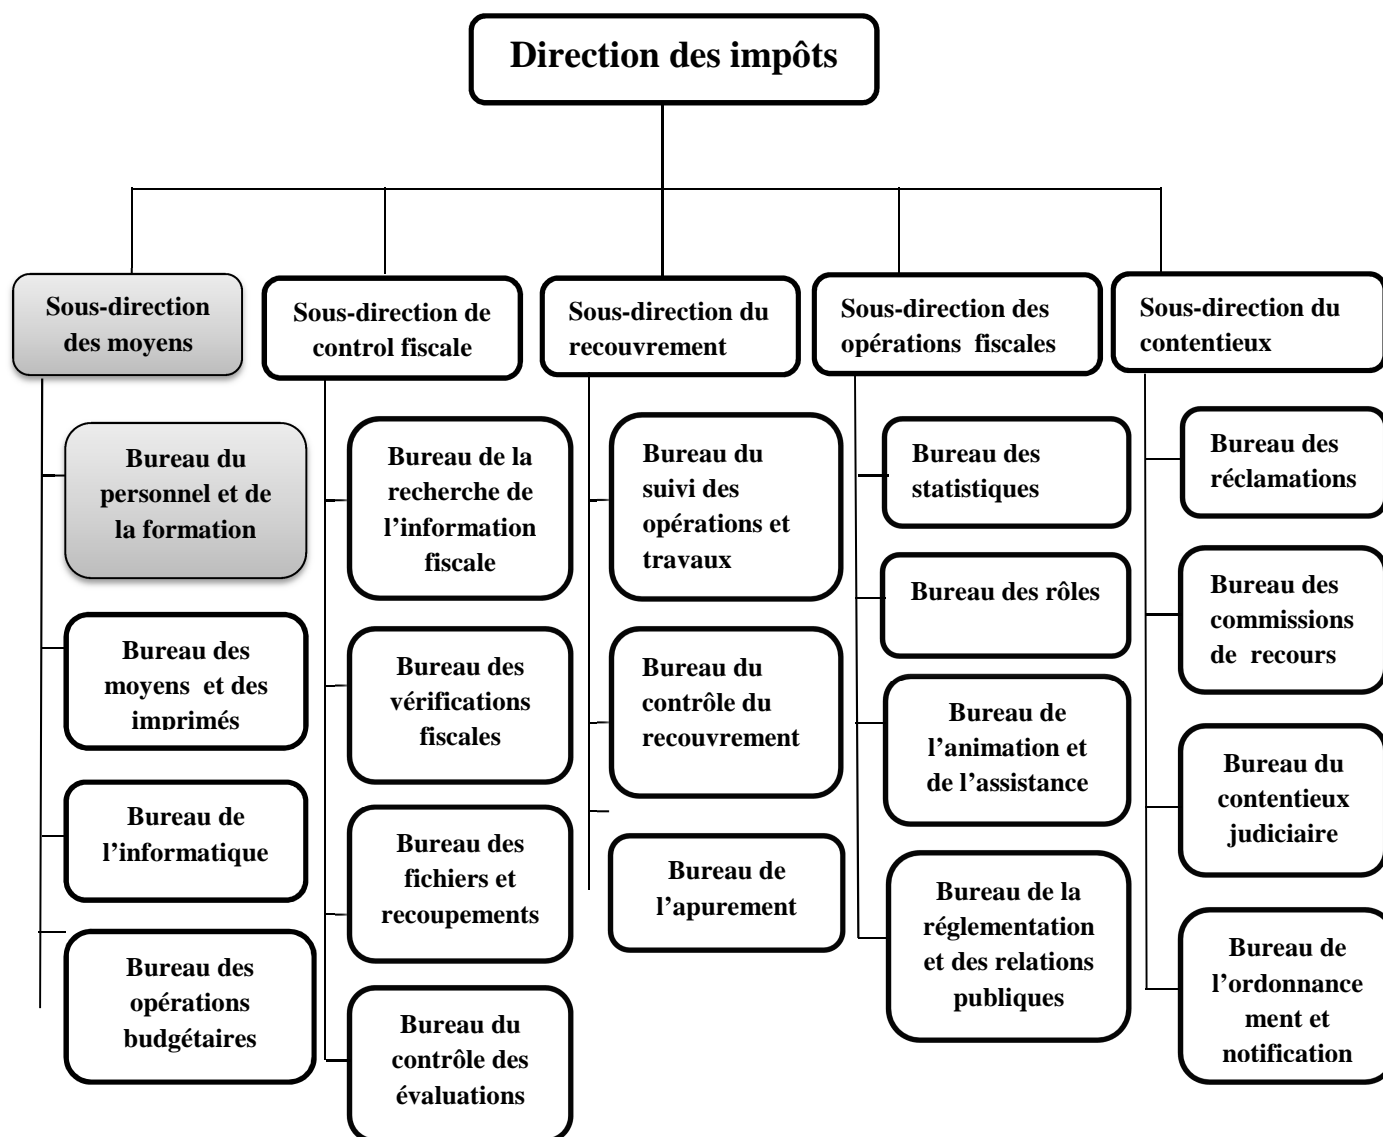 Direction des impôts
Sous-direction
des moyens
Sous-direction de
control fiscale
Sous-direction du
recouvrement
Sous-direction des
opérations fiscales
Sous-direction du
contentieux
Bureau du
personnel et de
la formation
Bureau des
moyens et des
imprimés
Bureau de
l’informatique
Bureau des
opérations
budgétaires
Bureau de la
recherche de
l’information
fiscale
Bureau des
vérifications
fiscales
Bureau des
fichiers et
recoupements
Bureau du
contrôle des
évaluations
Bureau du
suivi des
opérations et
travaux
Bureau du
contrôle du
recouvrement
Bureau de
l’apurement
Bureau des
statistiques
Bureau des rôles
Bureau de
l’animation et
de l’assistance
Bureau de la
réglementation
et des relations
publiques
Bureau des
réclamations
Bureau des
commissions
de recours
Bureau du
contentieux
judiciaire
Bureau de
l’ordonnance
ment et
notification